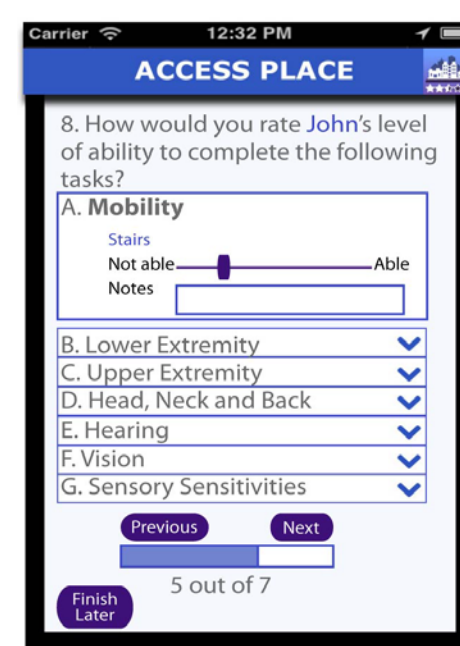 Carrier 12:32 PM
ACCESS PLACE
8. How would you rate John's level
of ability to complete the following
tasks?
A. Mobility
Stairs
Not able Able
Notes
B. Lower Extremity
C. Upper Extremity
D. Head, Neck and Back
E. Hearing
F. Vision
G. Sensory Sensitivities
Previous Next
5 out of 7
Finish
Later